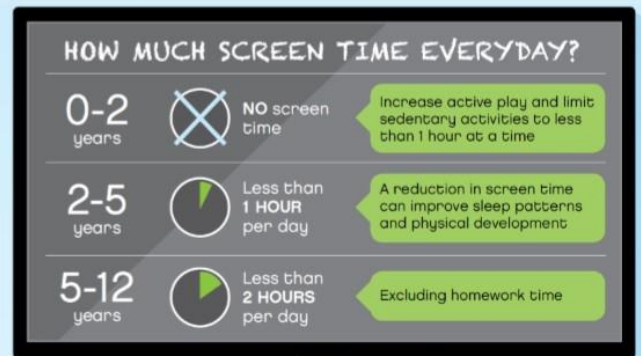 HOW MUCH SCREEN TIME EVERYDAY?
0-2
years
NO screen
time
Increase active play and limit
sedentary activities to less
than 1 hour at a time
2-5
years
Less than
1 HOUR
per day
A reduction in screen time
can improve sleep patterns
and physical development
5-12
years
Less than
2 HOURS
per day
Excluding homework time